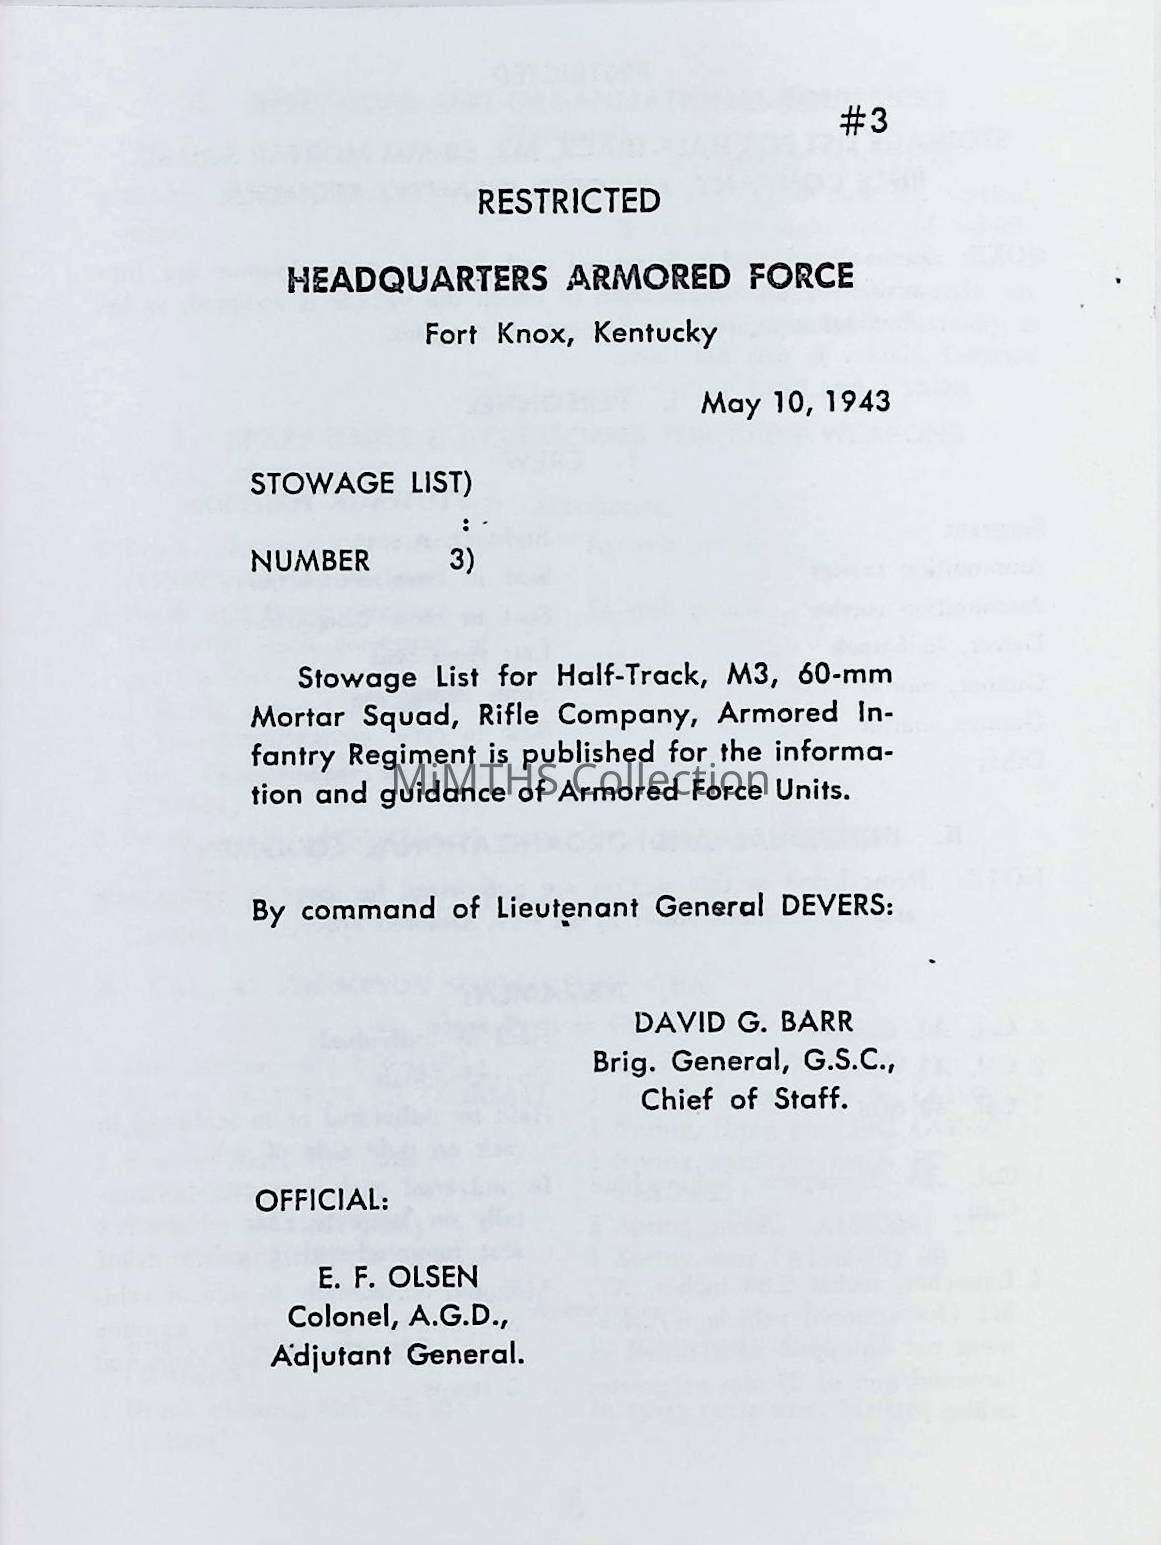 #3
RESTRICTED
HEADQUARTERS ARMORED FORCE
Fort Knox, Kentucky
May 10, 1943
STOWAGE LIST)
:
NUMBER 3)
Stowage List for Half-Track, M3, 60-mm
Mortar Squad, Rifle Company, Armored In-
fantry Regiment is published for the informa-
tion and guidance of Armored Force Units.
MiMTHS Collection
By command of Lieutenant General DEVERS:
DAVID G. BARR
Brig. General, G.S.C.,
Chief of Staff.
OFFICIAL:
E. F. OLSEN
Colonel, A.G.D.,
Adjutant General.